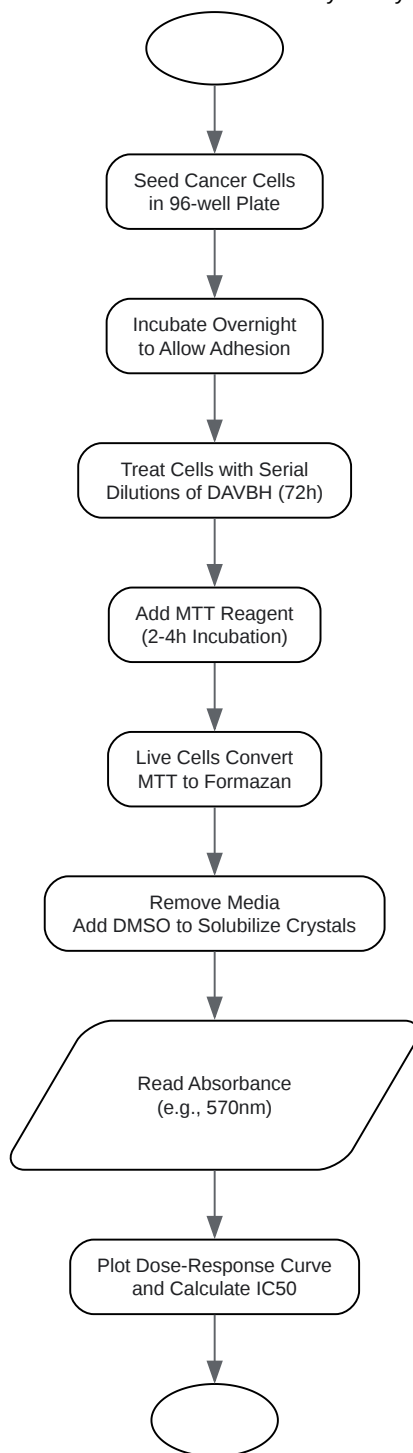 Seed Cancer Cells
in 96-well Plate
Incubate Overnight
to Allow Adhesion
Treat Cells with Serial
Dilutions of DAVBH (72h)
Add MTT Reagent
(2-4h Incubation)
Live Cells Convert
MTT to Formazan
Remove Media
Add DMSO to Solubilize Crystals
Read Absorbance
(e.g., 570nm)
Plot Dose-Response Curve
and Calculate IC50